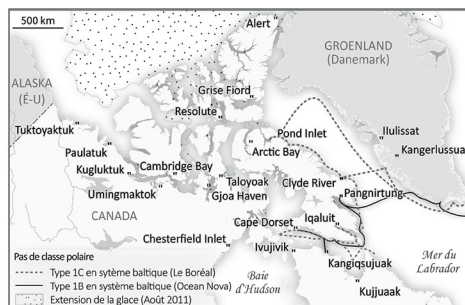 500 km
Alert
GROENLAND
(Danemark)
ALASKA
(É-U)
Grise Fiord
Resolute
Tuktoyaktuk
Pond Inlet
Ilulissat
Kangerlussua
Paulatuk
Arctic Bay
Kugluktuk
Cambridge Bay
Taloyoak
Clyde River
Pangnirtung
Umingmaktok
Gjoa Haven
CANADA
Cape Dorset
Iqaluit
Chesterfield Inlet
Ivujivik
Kangiqsujuak
Mer du
Labrador
Baie
d'Hudson
Kujjuaak
Pas de classe polaire
Type 1C en sytème baltique (Le Boréal)
Type 1B en sytème baltique (Ocean Nova)
Extension de la glace (Août 2011)